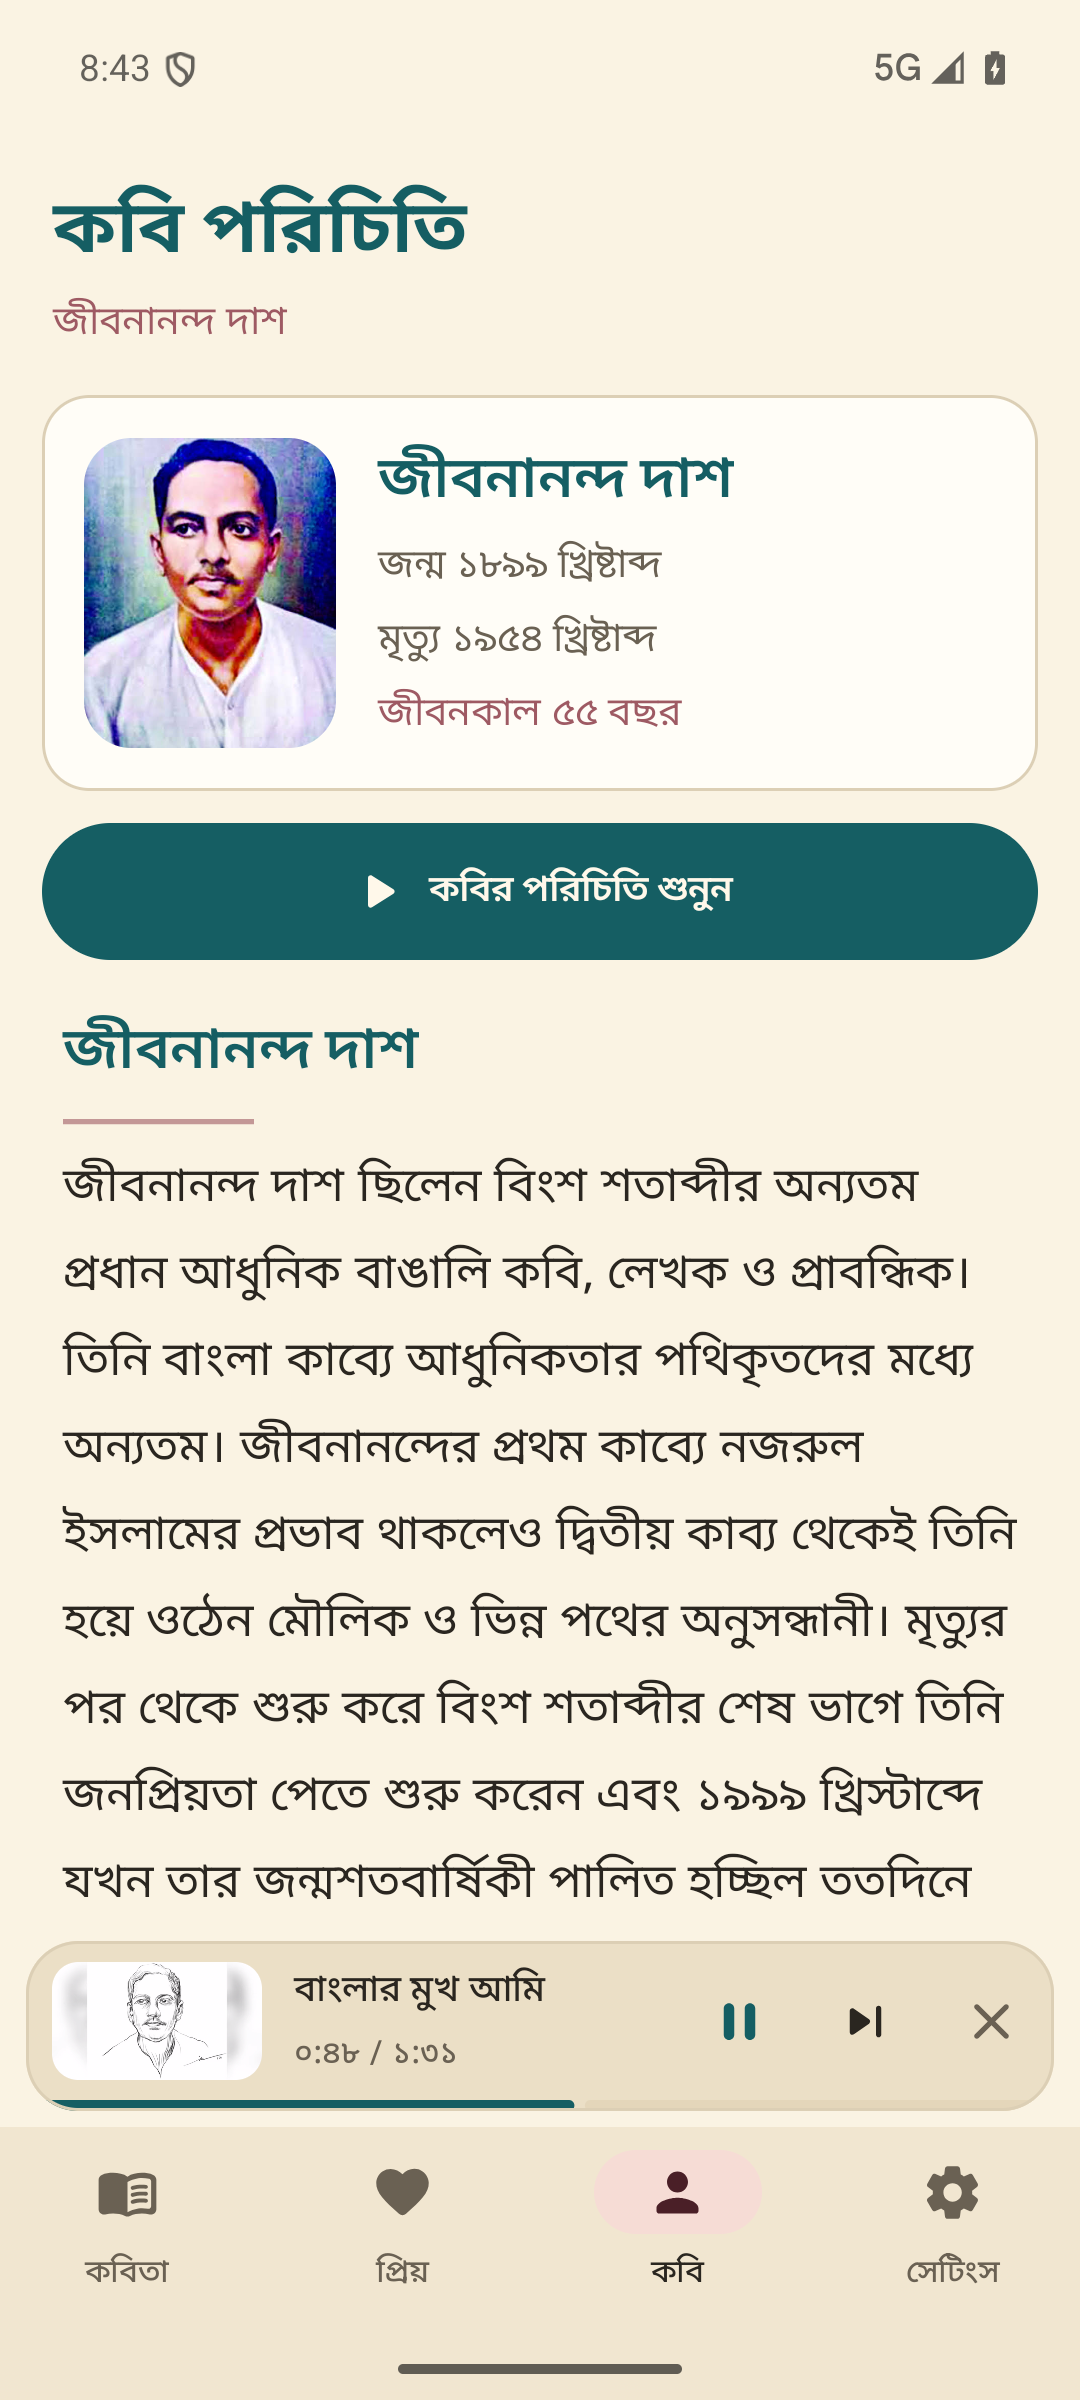 8:43
5G
কবি পরিচিতি
জীবনানন্দ দাশ
জীবনানন্দ দাশ
জন্ম ১৮৯৯ খ্রিষ্টাব্দ
মৃত্যু ১৯৫৪ খ্রিষ্টাব্দ
জীবনকাল ৫৫ বছর
কবির পরিচিতি শুনুন
জীবনানন্দ দাশ
জীবনানন্দ দাশ ছিলেন বিংশ শতাব্দীর অন্যতম
প্রধান আধুনিক বাঙালি কবি, লেখক ও প্রাবন্ধিক।
তিনি বাংলা কাব্যে আধুনিকতার পথিকৃতদের মধ্যে
অন্যতম। জীবনানন্দের প্রথম কাব্যে নজরুল
ইসলামের প্রভাব থাকলেও দ্বিতীয় কাব্য থেকেই তিনি
হয়ে ওঠেন মৌলিক ও ভিন্ন পথের অনুসন্ধানী। মৃত্যুর
পর থেকে শুরু করে বিংশ শতাব্দীর শেষ ভাগে তিনি
জনপ্রিয়তা পেতে শুরু করেন এবং ১৯৯৯ খ্রিস্টাব্দে
যখন তার জন্মশতবার্ষিকী পালিত হচ্ছিল ততদিনে
বাংলার মুখ আমি
০:৪৮ / ১:৩১
কবিতা
প্রিয়
কবি
সেটিংস